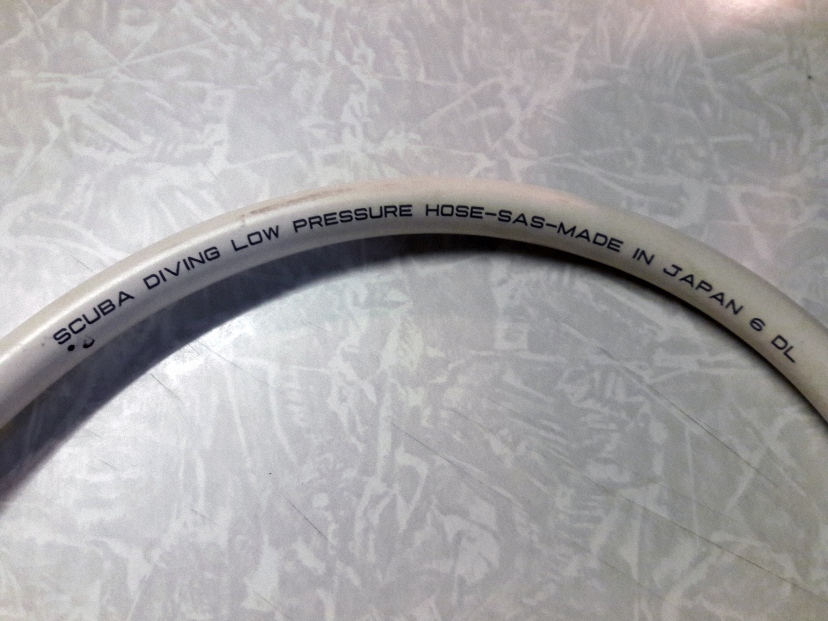 SCUBA DIVING LOW PRESSURE HOSE-SAS-MADE IN JAPAN 6 DL